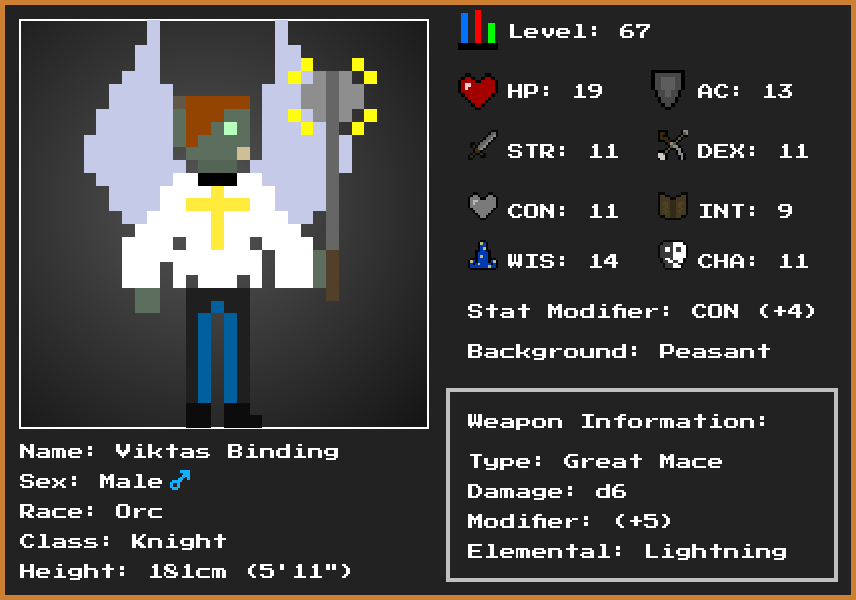 Level: 67
HP: 19
AC: 13
STR: 11
DEX: 11
CON: 11
INT: 9
WIS: 14
CHA: 11
Stat Modifier: CON (+4)
Background: Peasant
Weapon Information:
Type: Great Mace
Damage: d6
Modifier: (+5)
Elemental: Lightning
Name: Viktas Binding
Sex: Male♂
Race: Orc
Class: Knight
Height: 181cm (5'11")